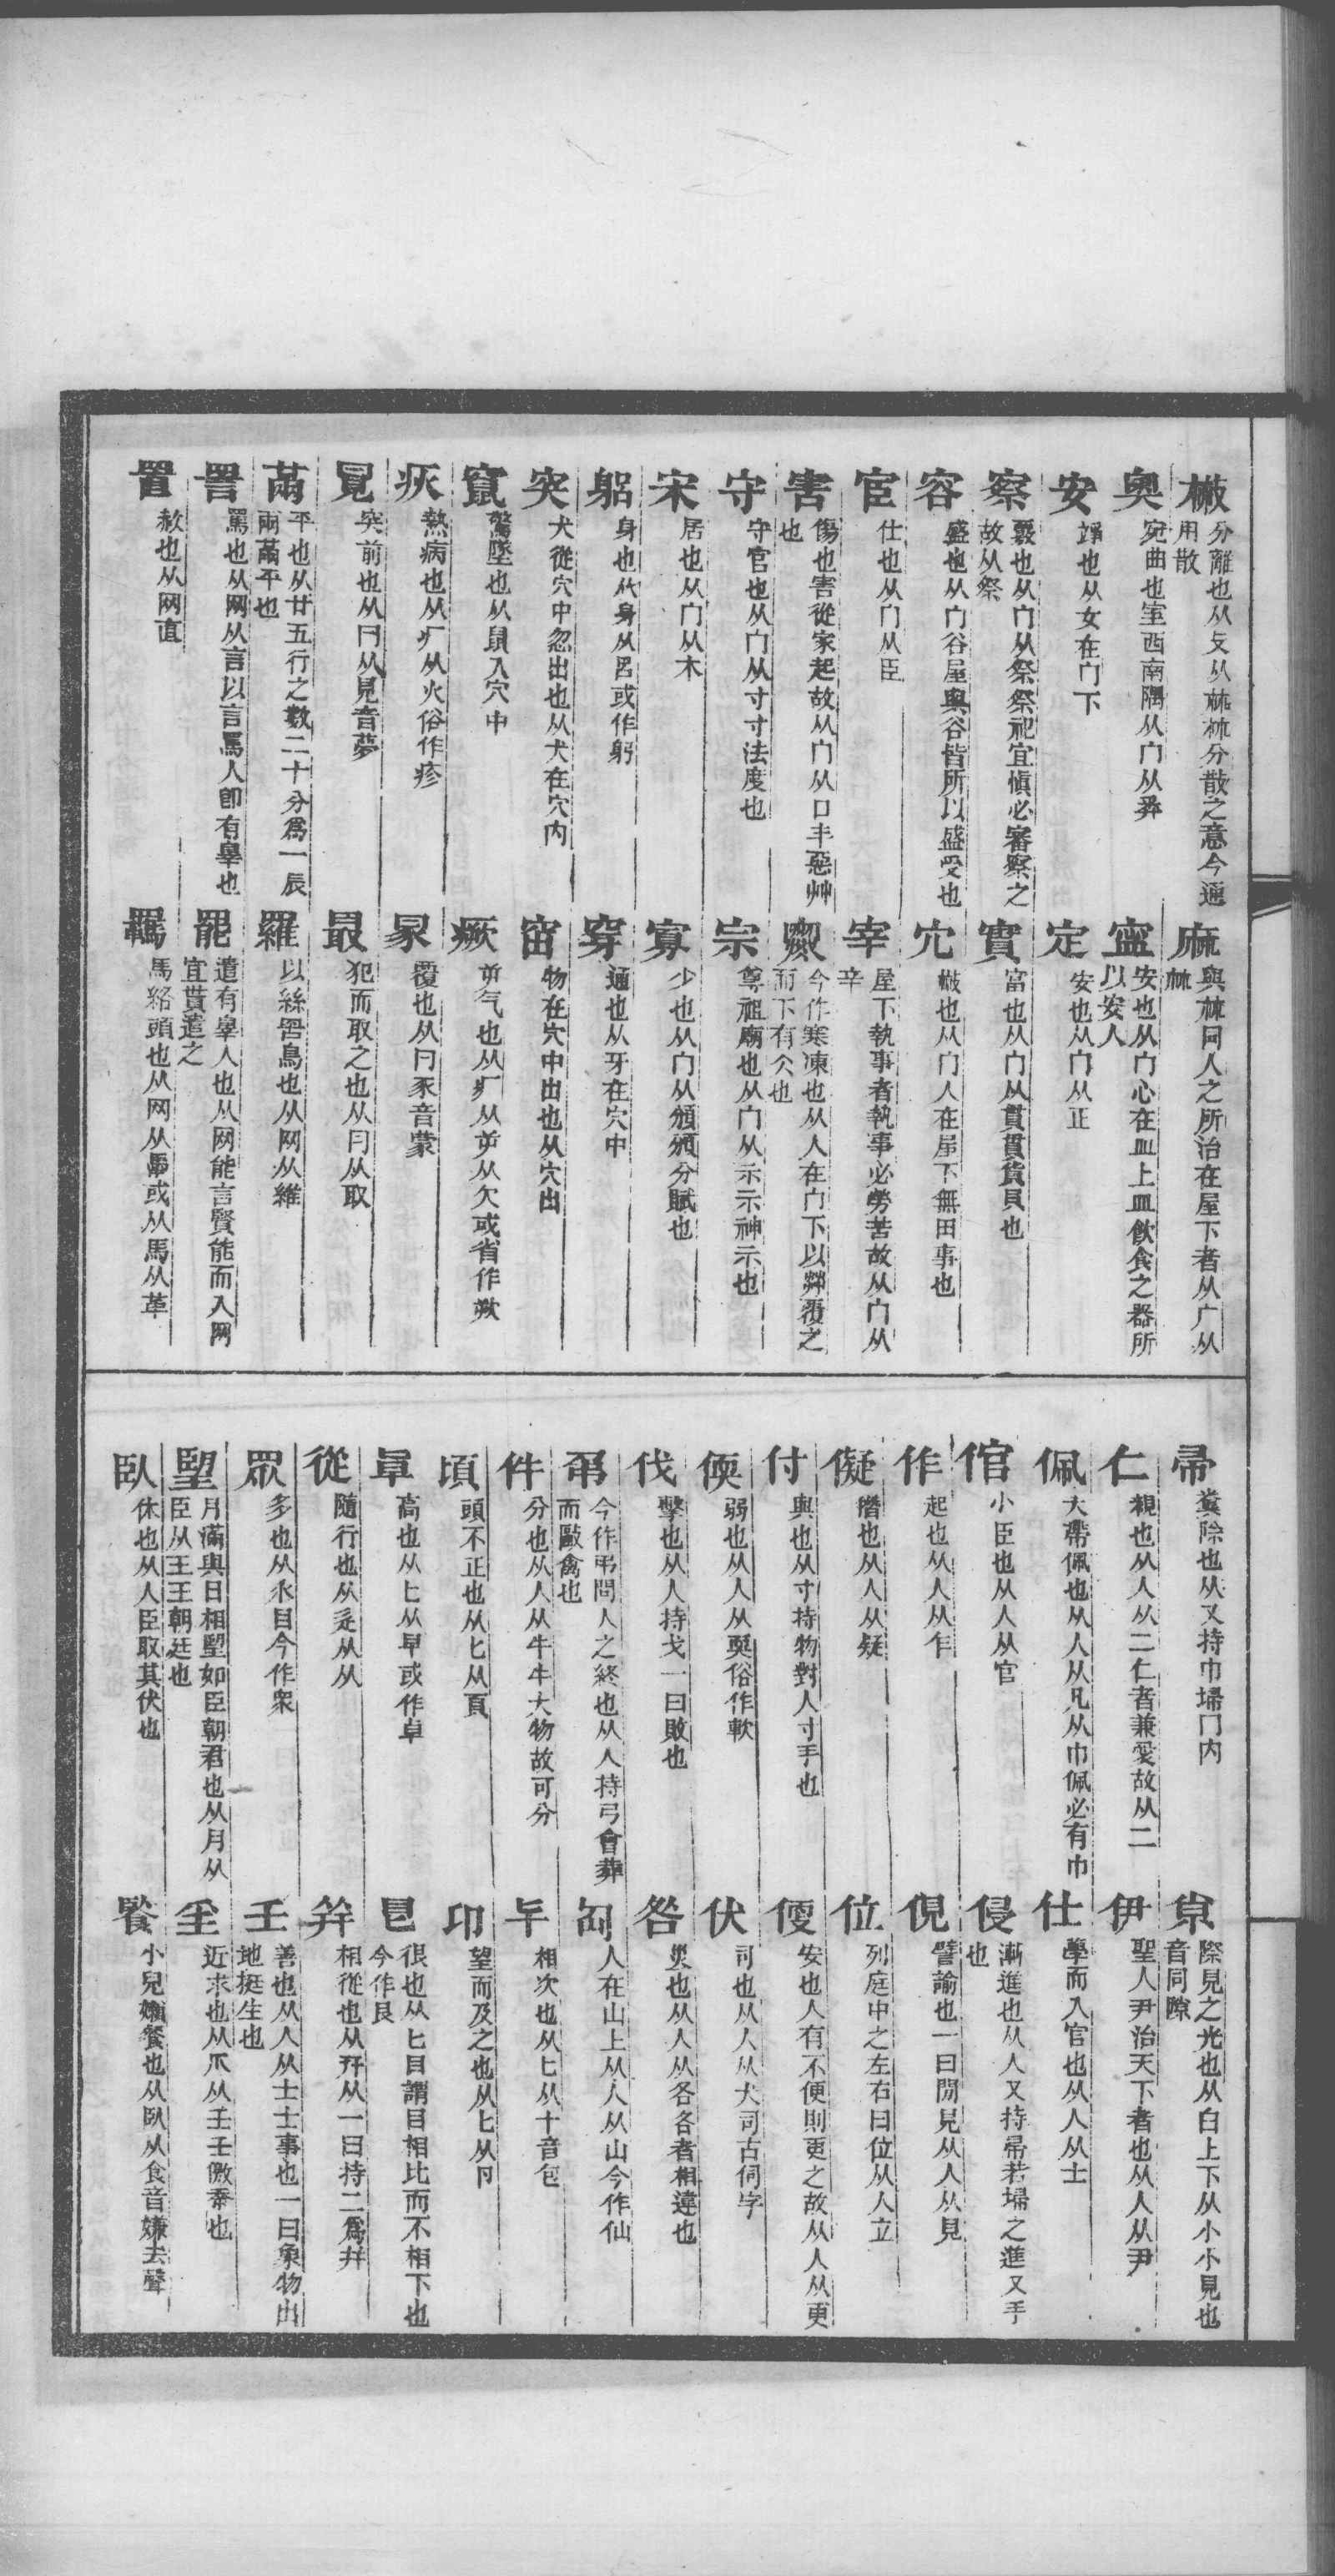 㪔 分離也从攴从𣏟𣏟分散之意今通用散
麻 與𣏟同人之所治在屋下者从广从𣏟
奧 宛曲也室西南隅从宀从𢍏
寍 安也从宀心在皿上皿飲食之器所以安人
安 竫也从女在宀下
定 安也从宀从正
察 覈也从宀从祭祭祀宜愼必審察之故从祭
實 富也从宀从貫貫貨貝也
容 盛也从宀谷屋與谷皆所以盛受也
宂 㪔也从宀人在屋下無田事也
宦 仕也从宀从臣
宰 屋下執事者執事必勞苦故从宀从辛
害 傷也害從家起故从宀从口丰惡艸也
𡫾 今作寒凍也从人在宀下以茻覆之而下有仌也
守 守官也从宀从寸寸法度也
宗 尊祖廟也从宀从示示神示也
宋 居也从宀从木
寡 少也从宀从頒頒分賦也
躳 身也从身从呂或作躬
穿 通也从牙在穴中
突 犬從穴中忽出也从犬在穴內
窋 物在穴中出也从穴出
竄 驚墜也从鼠入穴中
瘚 屰气也从疒从屰从欠或省作欮
疢 熱病也从疒从火俗作疹
冡 覆也从冃豕音蒙
冕 突前也从冃从見音夢
最 犯而取之也从冃从取
㒼 平也从廿五行之數二十分爲一辰㒳㒼平也
羅 以絲罟鳥也从网从維
詈 罵也从网从言以言罵人卽有辠也
罷 遣有辠人也从网能言賢能而入网宜貰遣之
置 赦也从网直
羈 馬絡頭也从网从馽或从馬从革
帚 糞除也从又持巾埽冂內
𡭽 際見之光也从白上下从小小見也音同隙
仁 親也从人从二仁者兼愛故从二
伊 聖人尹治天下者也从人从尹
佩 大帶佩也从人从凡从巾佩必有巾
仕 學而入官也从人从士
倌 小臣也从人从官
侵 漸進也从人又持帚若埽之進又手也
作 起也从人从乍
俔 譬諭也一曰閒見从人从見
儗 僭也从人从疑
位 列庭中之左右曰位从人立
付 與也从寸持物對人寸手也
便 安也人有不便則更之故从人从更
偄 弱也从人从耎俗作軟
伏 司也从人从犬司古伺字
伐 擊也从人持戈一曰敗也
咎 災也从人从各各者相違也
弔 今作弔問人之終也从人持弓會葬而毆禽也
仚 人在山上从人从山今作仙
件 分也从人从牛牛大物故可分
㐂 相次也从匕从十音包
頃 頭不正也从匕从頁
卬 望而及之也从匕从卪
𠦝 高也从匕从早或作卓
𥃩 很也从匕目謂目相比而不相下也今作艮
從 隨行也从辵从从
幷 相從也从幵从一曰持二爲幷
眾 多也从㐺目今作衆
𡈼 善也从人从士士事也一曰象物出地挺生也
朢 月滿與日相朢如臣朝君也从月从臣从王王朝廷也
㸒 近求也从爪从𡈼𡈼儌幸也
臥 休也从人臣取其伏也
䭆 小兒嬾餐也从臥从食音嫌去聲